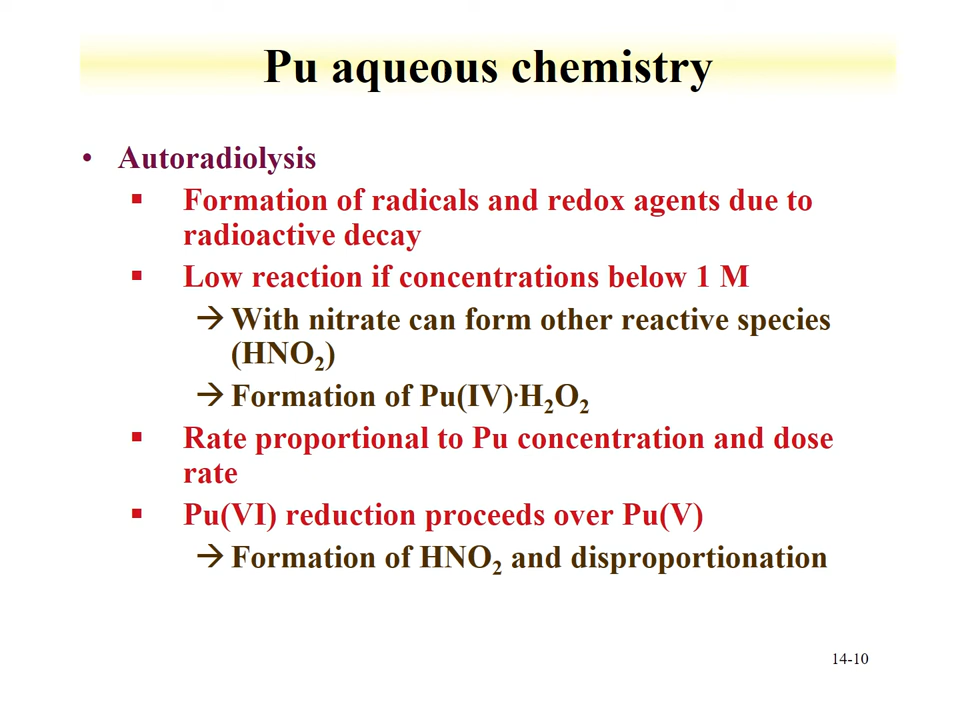 Pu aqueous chemistry
• Autoradiolysis
▪ Formation of radicals and redox agents due to
radioactive decay
▪ Low reaction if concentrations below 1 M
→ With nitrate can form other reactive species
(HNO₂)
→ Formation of Pu(IV)·H₂O₂
▪ Rate proportional to Pu concentration and dose
rate
▪ Pu(VI) reduction proceeds over Pu(V)
→ Formation of HNO₂ and disproportionation
14-10